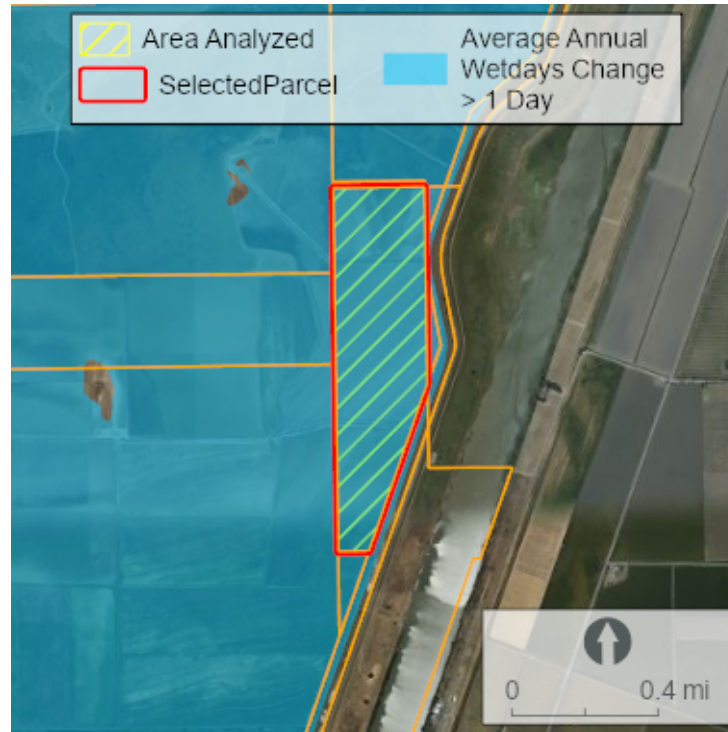 Area Analyzed
SelectedParcel
Average Annual
Wetdays Change
> 1 Day
0
0.4 mi